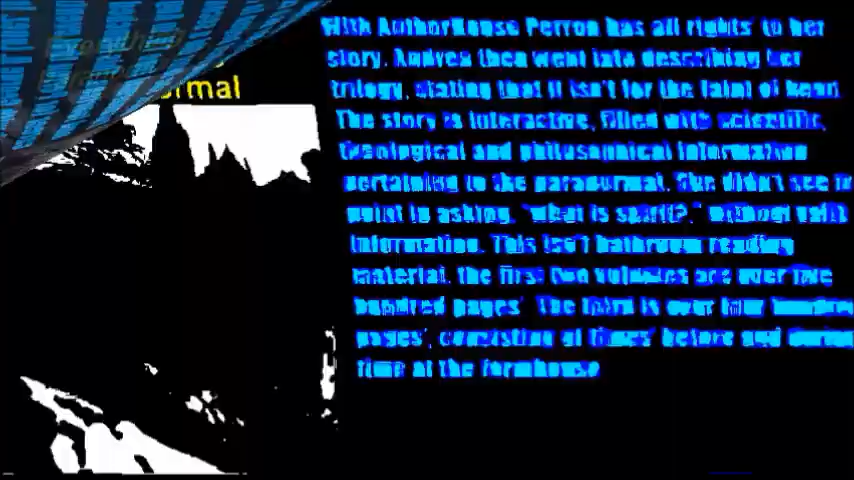 Everything
ormal
With AuthorHouse Perron has all rights' to her
story. Andrea then went into describing her
trilogy, stating that it isn't for the faint of heart.
The story is interactive, filled with scientific,
theological and philosophical information
pertaining to the paranormal. She didn't see
point in asking, "what is spirit?," without
information. This isn't bathroom reading
material, the first two volumes are over five
hundred pages' The third is over four hundred
pages', consisting of times' before and during
time at the farmhouse